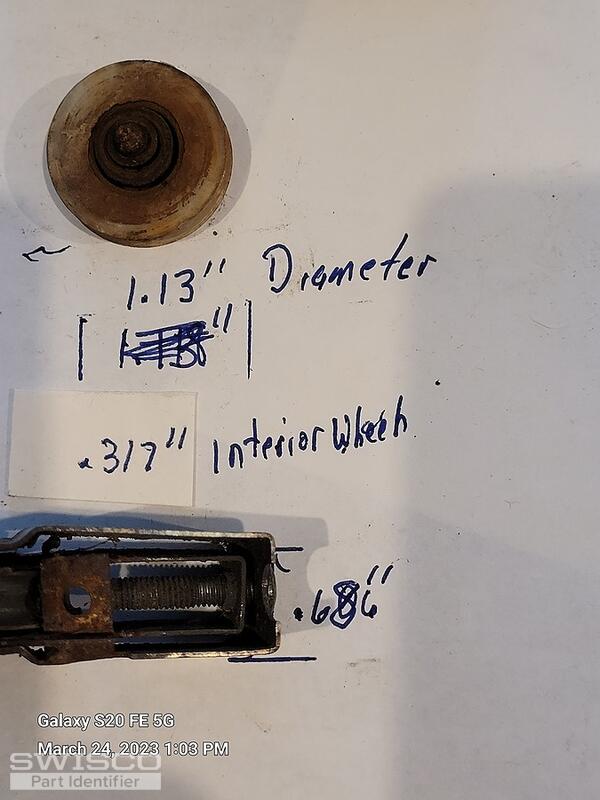 1.13" Diameter
.317" Interior Wheel
Galaxy S20 FE 5G
March 24, 2023 1:03 PM
SWISCO
Part Identifier